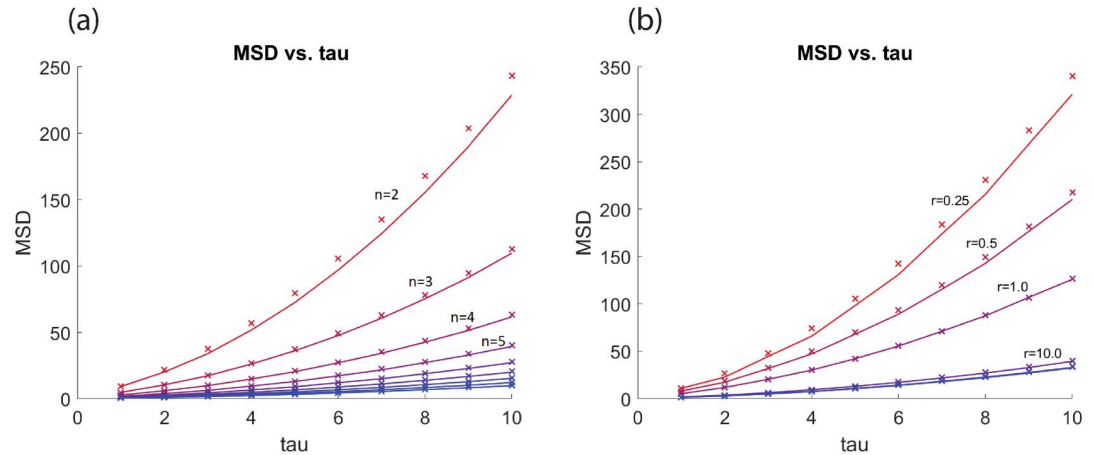 (a)
MSD vs. tau
250
200
150
100
50
0
MSD
n=2
n=3
n=4
n=5
0 2 4 6 8 10
tau
(b)
MSD vs. tau
350
300
250
200
150
100
50
0
MSD
r=0.25
r=0.5
r=1.0
r=10.0
0 2 4 6 8 10
tau